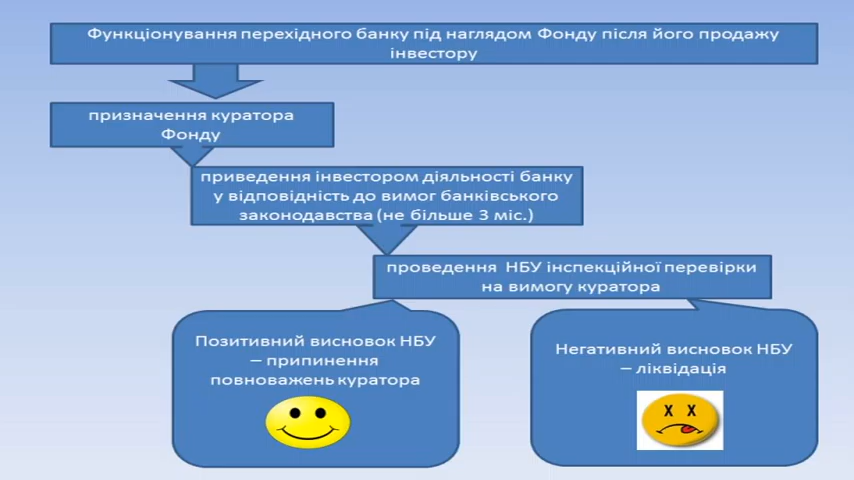 Функціонування перехідного банку під наглядом Фонду після його продажу
інвестору
призначення куратора
Фонду
приведення інвестором діяльності банку
у відповідність до вимог банківського
законодавства (не більше 3 міс.)
проведення НБУ інспекційної перевірки
на вимогу куратора
Позитивний висновок НБУ
– припинення
повноважень куратора
Негативний висновок НБУ
– ліквідація